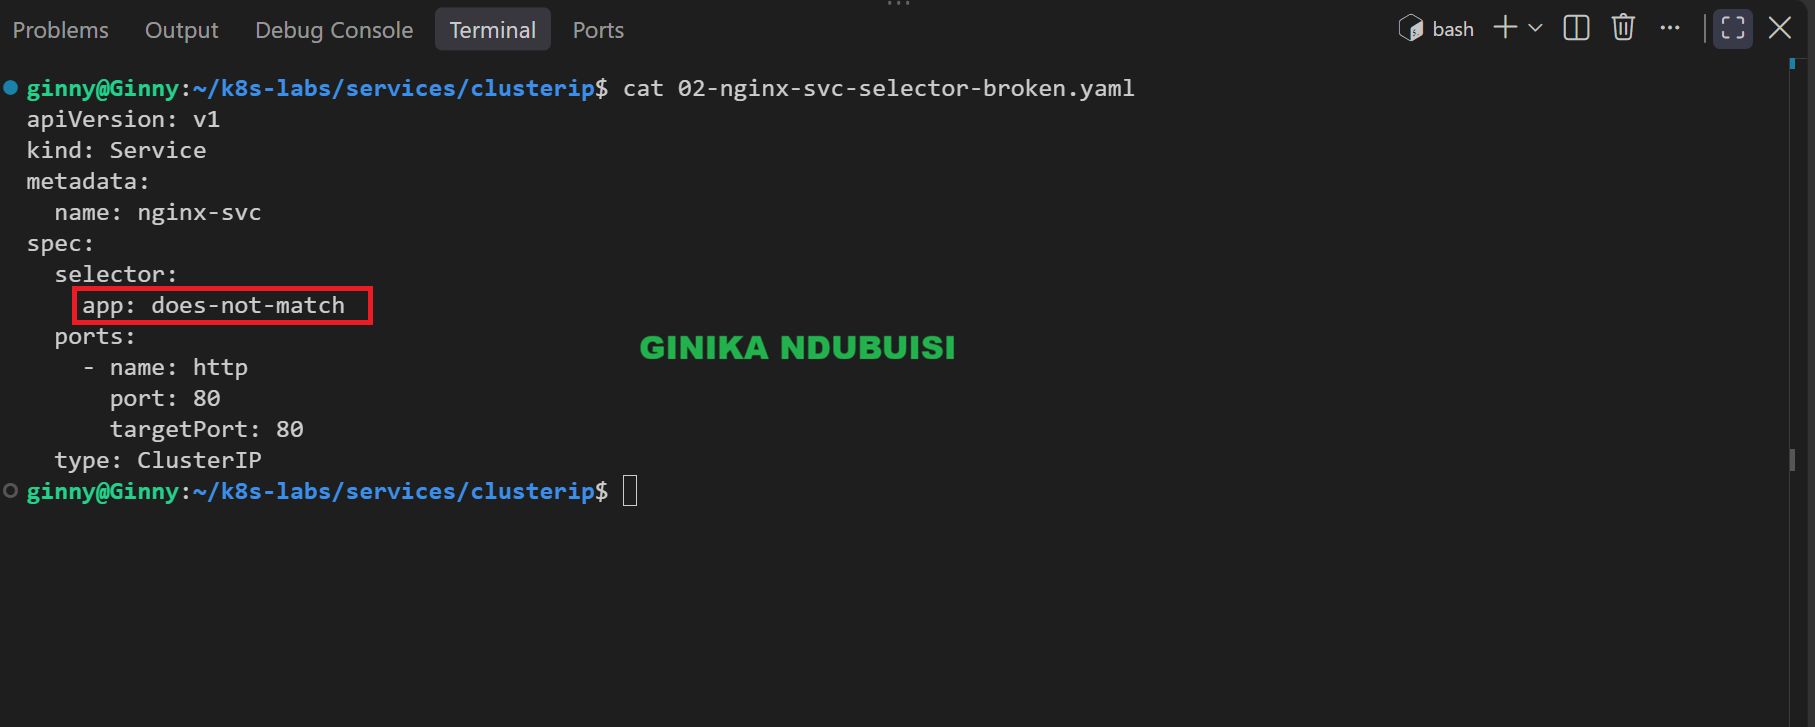 Problems Output Debug Console Terminal Ports bash
ginny@Ginny:~/k8s-labs/services/clusterip$ cat 02-nginx-svc-selector-broken.yaml
apiVersion: v1
kind: Service
metadata:
  name: nginx-svc
spec:
  selector:
    app: does-not-match
  ports:
    - name: http
      port: 80
      targetPort: 80
  type: ClusterIP
ginny@Ginny:~/k8s-labs/services/clusterip$
GINIKA NDUBUISI